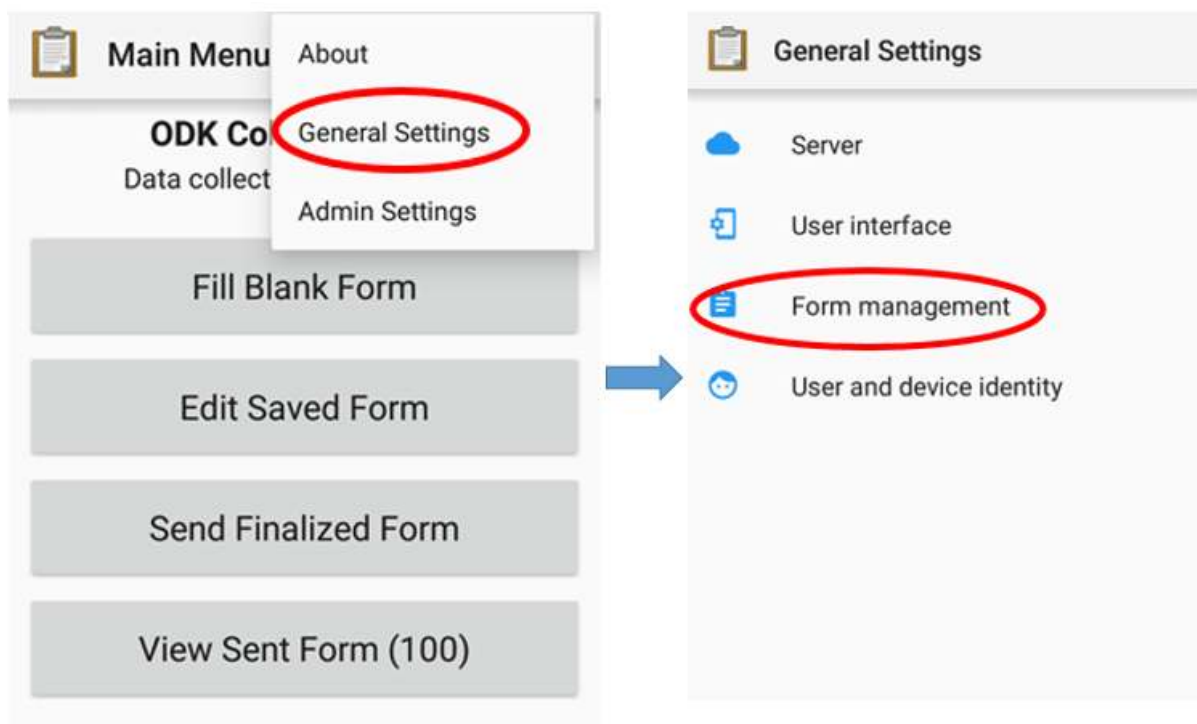 Main Menu
About
General Settings
Admin Settings
ODK Col
Data collect
Fill Blank Form
Edit Saved Form
Send Finalized Form
View Sent Form (100)
General Settings
Server
User interface
Form management
User and device identity